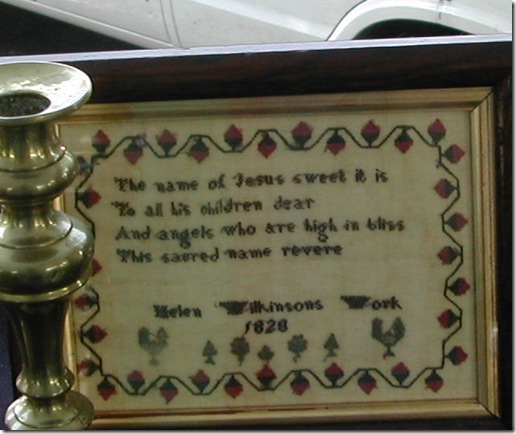 The name of Jesus sweet it is
To all his children dear
And angels who are high in bliss
This sacred name revere
Helen Wilkinsons Work
1828